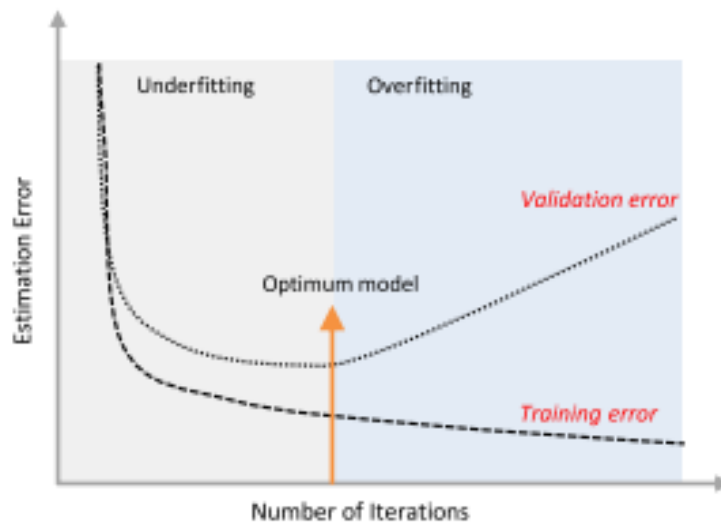 Underfitting
Overfitting
Validation error
Optimum model
Training error
Estimation Error
Number of Iterations